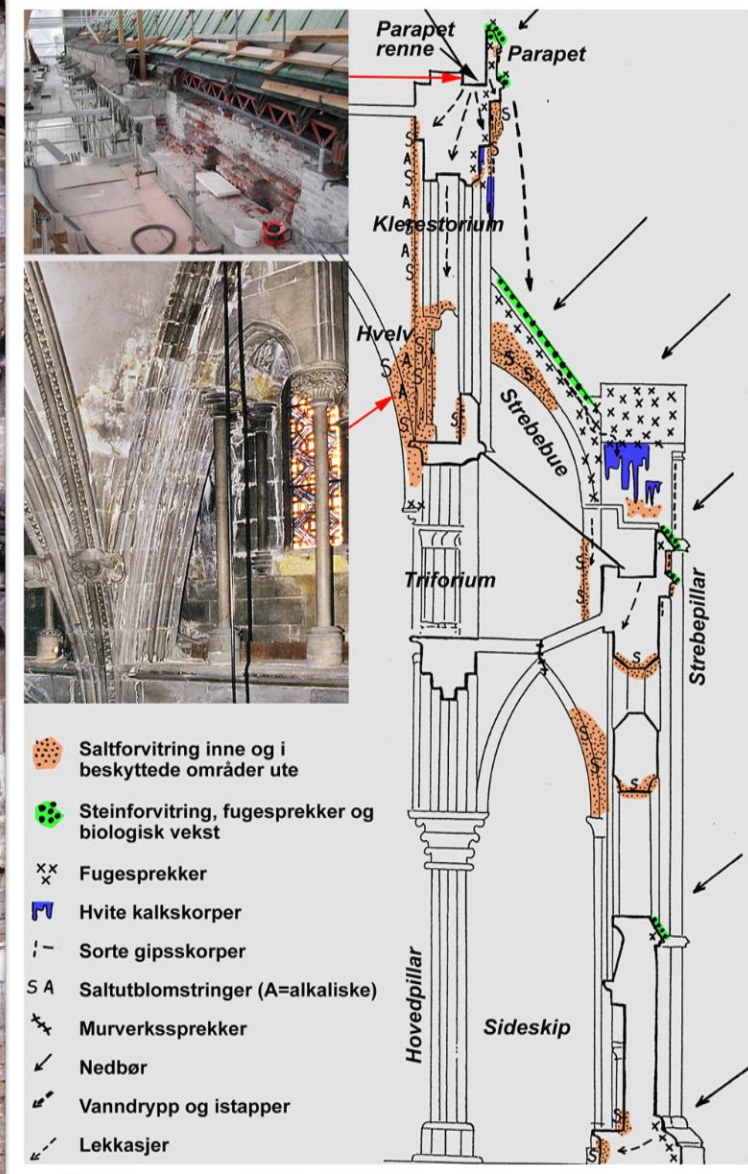 Parapet
renne
Parapet
S
A
S
A
S
A
S
A
S
Klerestorium
Hvelv
S
A
S
A
S
S S
Strebebue
S
Triforium
S
S
Strebepillar
S
S
S
S
Saltforvitring inne og i
beskyttede områder ute
Steinforvitring, fugesprekker og
biologisk vekst
Fugesprekker
Hvite kalkskorper
Sorte gipsskorper
S A Saltutblomstringer (A=alkaliske)
Murverkssprekker
Nedbør
Vanndrypp og istapper
Lekkasjer
Hovedpillar
Sideskip
S
S